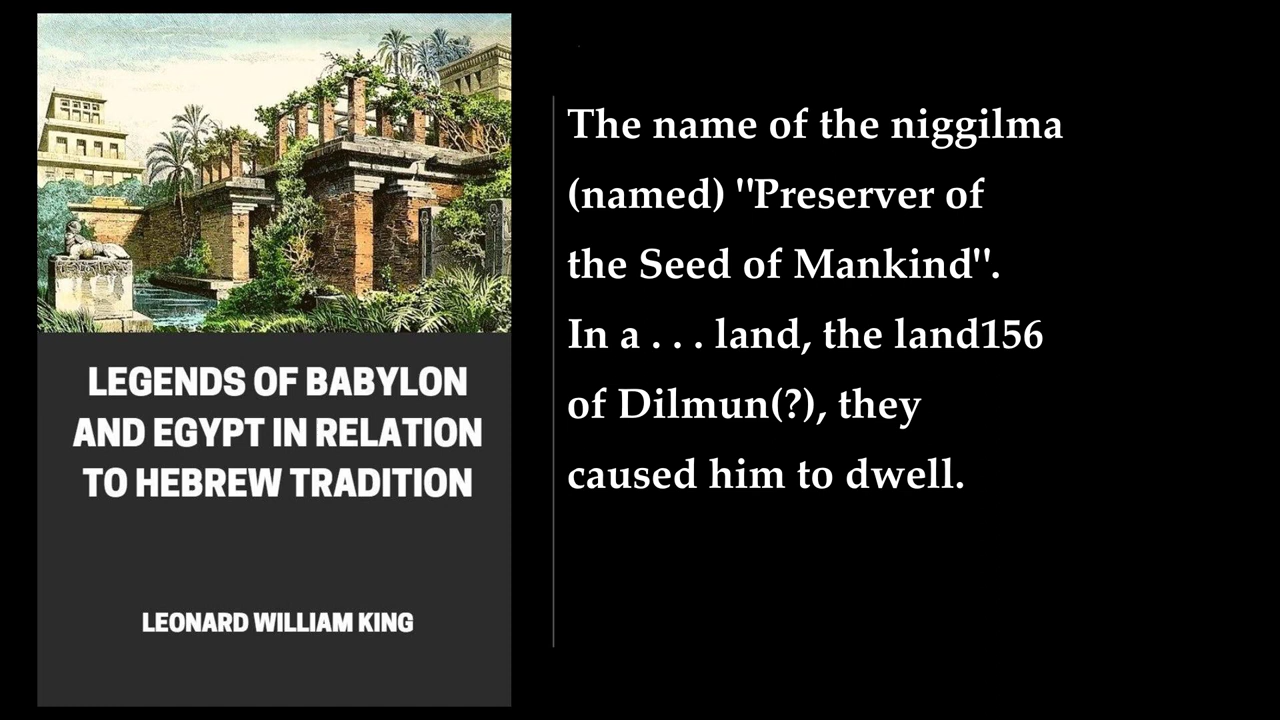 LEGENDS OF BABYLON
AND EGYPT IN RELATION
TO HEBREW TRADITION
LEONARD WILLIAM KING
The name of the niggilma
(named) "Preserver of
the Seed of Mankind".
In a . . . land, the land156
of Dilmun(?), they
caused him to dwell.